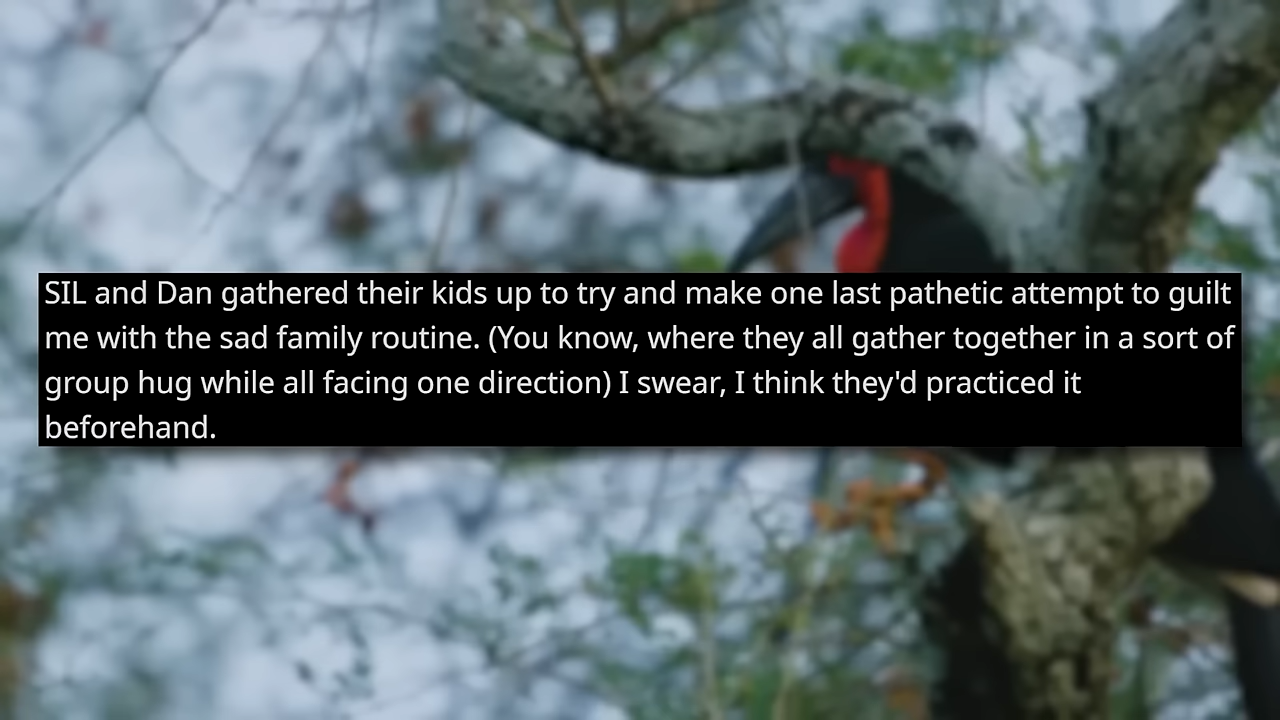 SIL and Dan gathered their kids up to try and make one last pathetic attempt to guilt
me with the sad family routine. (You know, where they all gather together in a sort of
group hug while all facing one direction) I swear, I think they'd practiced it
beforehand.